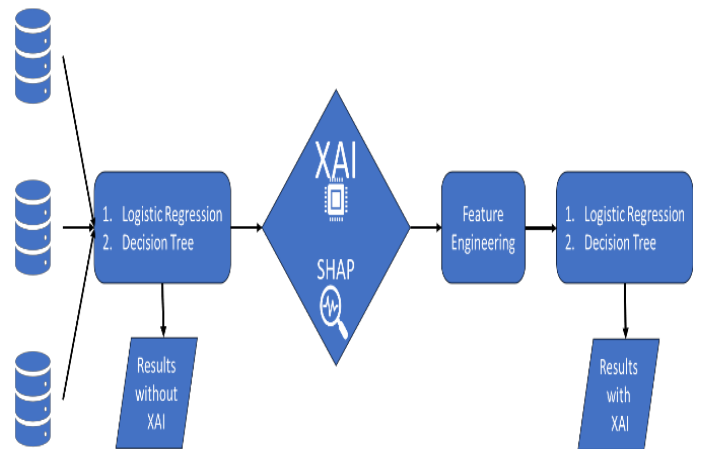 1. Logistic Regression
2. Decision Tree
Results
without
XAI
XAI
SHAP
Feature
Engineering
1. Logistic Regression
2. Decision Tree
Results
with
XAI